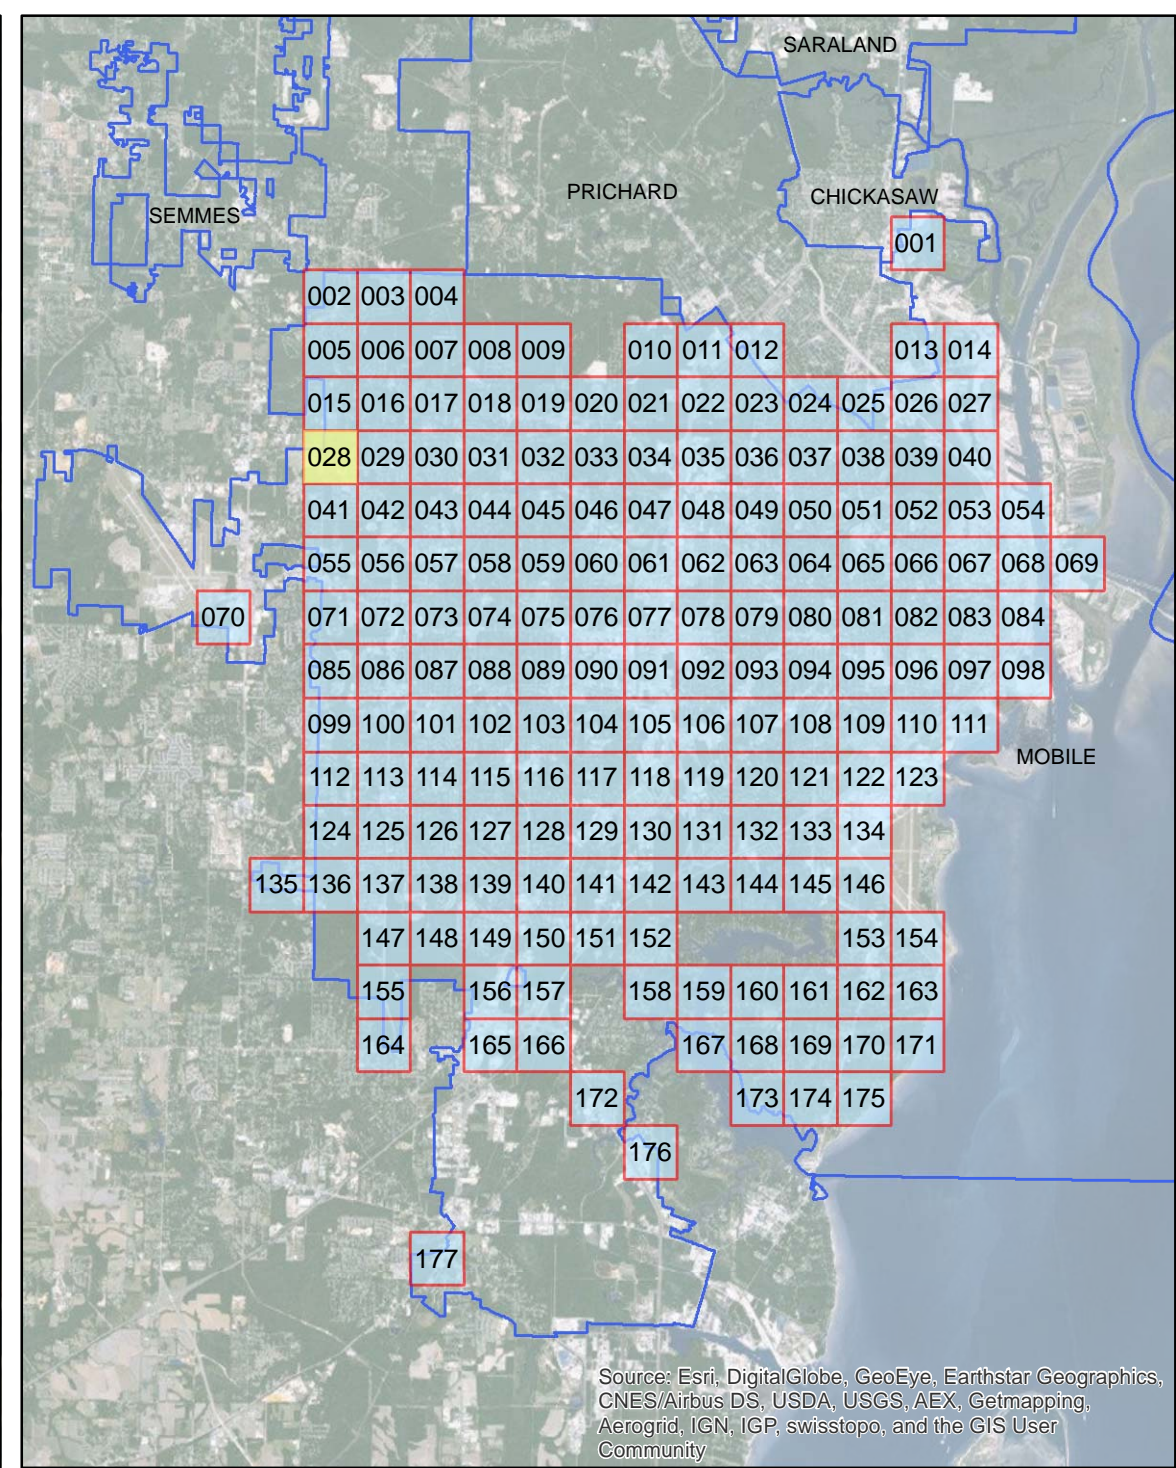 SARALAND
PRICHARD
CHICKASAW
SEMMES
001
002 003 004
005 006 007 008 009 010 011 012 013 014
015 016 017 018 019 020 021 022 023 024 025 026 027
028 029 030 031 032 033 034 035 036 037 038 039 040
041 042 043 044 045 046 047 048 049 050 051 052 053 054
055 056 057 058 059 060 061 062 063 064 065 066 067 068 069
070 071 072 073 074 075 076 077 078 079 080 081 082 083 084
085 086 087 088 089 090 091 092 093 094 095 096 097 098
099 100 101 102 103 104 105 106 107 108 109 110 111
MOBILE
112 113 114 115 116 117 118 119 120 121 122 123
124 125 126 127 128 129 130 131 132 133 134
135 136 137 138 139 140 141 142 143 144 145 146
147 148 149 150 151 152 153 154
155 156 157 158 159 160 161 162 163
164 165 166 167 168 169 170 171
172 173 174 175
176
177
Source: Esri, DigitalGlobe, GeoEye, Earthstar Geographics,
CNES/Airbus DS, USDA, USGS, AEX, Getmapping,
Aerogrid, IGN, IGP, swisstopo, and the GIS User
Community